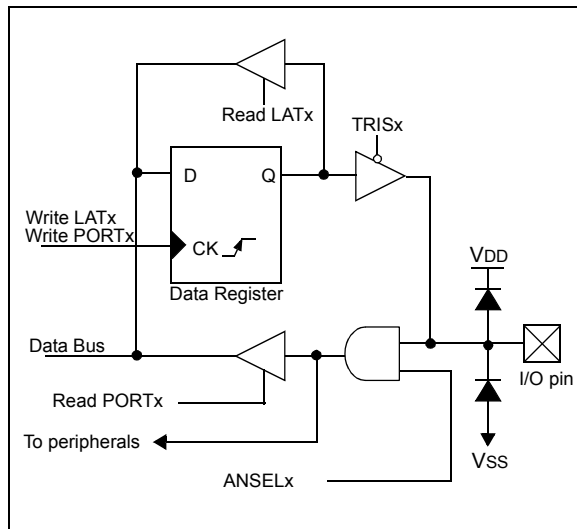 Read LATx
TRISx
D Q
Write LATx
Write PORTx
CK
Data Register
VDD
Data Bus
I/O pin
Read PORTx
To peripherals
VSS
ANSELx